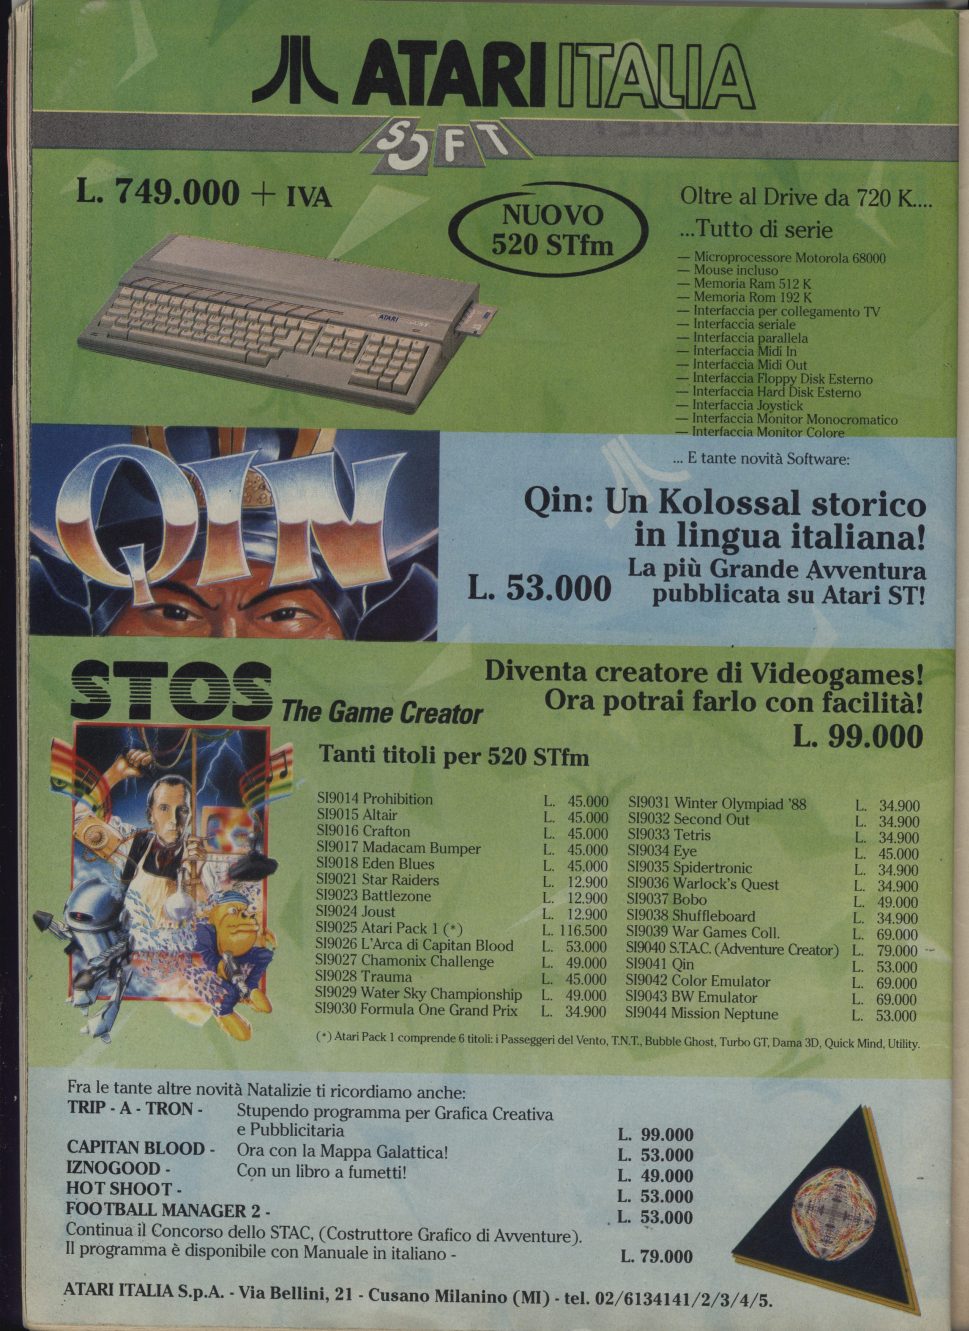 ATARI ITALIA
SOFT
L. 749.000 + IVA
NUOVO
520 STfm
Oltre al Drive da 720 K....
...Tutto di serie
— Microprocessore Motorola 68000
— Mouse incluso
— Memoria Ram 512 K
— Memoria Rom 192 K
— Interfaccia per collegamento TV
— Interfaccia seriale
— Interfaccia parallela
— Interfaccia Midi In
— Interfaccia Midi Out
— Interfaccia Floppy Disk Esterno
— Interfaccia Hard Disk Esterno
— Interfaccia Joystick
— Interfaccia Monitor Monocromatico
— Interfaccia Monitor Colore
ATARI
QIN
... E tante novità Software:
Qin: Un Kolossal storico
in lingua italiana!
L. 53.000
La più Grande Avventura
pubblicata su Atari ST!
STOS
The Game Creator
Diventa creatore di Videogames!
Ora potrai farlo con facilità!
L. 99.000
Tanti titoli per 520 STfm
SI9014 Prohibition L. 45.000
SI9015 Altair L. 45.000
SI9016 Crafton L. 45.000
SI9017 Madacam Bumper L. 45.000
SI9018 Eden Blues L. 45.000
SI9021 Star Raiders L. 12.900
SI9023 Battlezone L. 12.900
SI9024 Joust L. 12.900
SI9025 Atari Pack 1 (*) L. 116.500
SI9026 L'Arca di Capitan Blood L. 53.000
SI9027 Chamonix Challenge L. 49.000
SI9028 Trauma L. 45.000
SI9029 Water Sky Championship L. 49.000
SI9030 Formula One Grand Prix L. 34.900
SI9031 Winter Olympiad '88 L. 34.900
SI9032 Second Out L. 34.900
SI9033 Tetris L. 34.900
SI9034 Eye L. 45.000
SI9035 Spidertronic L. 34.900
SI9036 Warlock's Quest L. 34.900
SI9037 Bobo L. 49.000
SI9038 Shuffleboard L. 34.900
SI9039 War Games Coll. L. 69.000
SI9040 S.T.A.C. (Adventure Creator) L. 79.000
SI9041 Qin L. 53.000
SI9042 Color Emulator L. 69.000
SI9043 BW Emulator L. 69.000
SI9044 Mission Neptune L. 53.000
(*) Atari Pack 1 comprende 6 titoli: i Passeggeri del Vento, T.N.T., Bubble Ghost, Turbo GT, Dama 3D, Quick Mind, Utility.
Fra le tante altre novità Natalizie ti ricordiamo anche:
TRIP - A - TRON - Stupendo programma per Grafica Creativa
e Pubblicitaria L. 99.000
CAPITAN BLOOD - Ora con la Mappa Galattica! L. 53.000
IZNOGOOD - Con un libro a fumetti! L. 49.000
HOT SHOOT - L. 53.000
FOOTBALL MANAGER 2 - L. 53.000
Continua il Concorso dello STAC, (Costruttore Grafico di Avventure).
Il programma è disponibile con Manuale in italiano - L. 79.000
ATARI ITALIA S.p.A. - Via Bellini, 21 - Cusano Milanino (MI) - tel. 02/6134141/2/3/4/5.